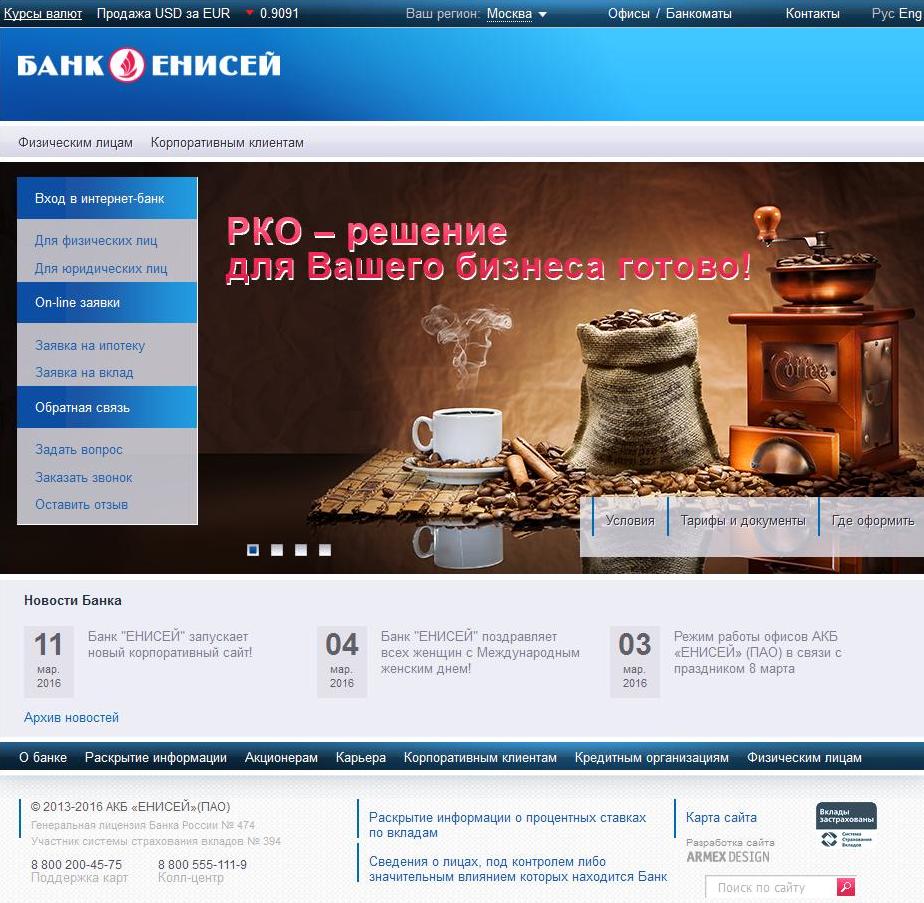 Курсы валют Продажа USD за EUR 0.9091 Ваш регион: Москва Офисы / Банкоматы Контакты Рус Eng
БАНК ЕНИСЕЙ
Физическим лицам Корпоративным клиентам
Вход в интернет-банк
Для физических лиц
Для юридических лиц
On-line заявки
Заявка на ипотеку
Заявка на вклад
Обратная связь
Задать вопрос
Заказать звонок
Оставить отзыв
РКО – решение
для Вашего бизнеса готово!
Coffee
Условия Тарифы и документы Где оформить
Новости Банка
11
мар.
2016
Банк "ЕНИСЕЙ" запускает
новый корпоративный сайт!
04
мар.
2016
Банк "ЕНИСЕЙ" поздравляет
всех женщин с Международным
женским днем!
03
мар.
2016
Режим работы офисов АКБ
«ЕНИСЕЙ» (ПАО) в связи с
праздником 8 марта
Архив новостей
О банке Раскрытие информации Акционерам Карьера Корпоративным клиентам Кредитным организациям Физическим лицам
© 2013-2016 АКБ «ЕНИСЕЙ»(ПАО)
Генеральная лицензия Банка России № 474
Участник системы страхования вкладов № 394
8 800 200-45-75
Поддержка карт
8 800 555-111-9
Колл-центр
Раскрытие информации о процентных ставках
по вкладам
Сведения о лицах, под контролем либо
значительным влиянием которых находится Банк
Карта сайта
Разработка сайта
ARMEX DESIGN
Вклады
застрахованы
Система
Страхования
Вкладов
Поиск по сайту